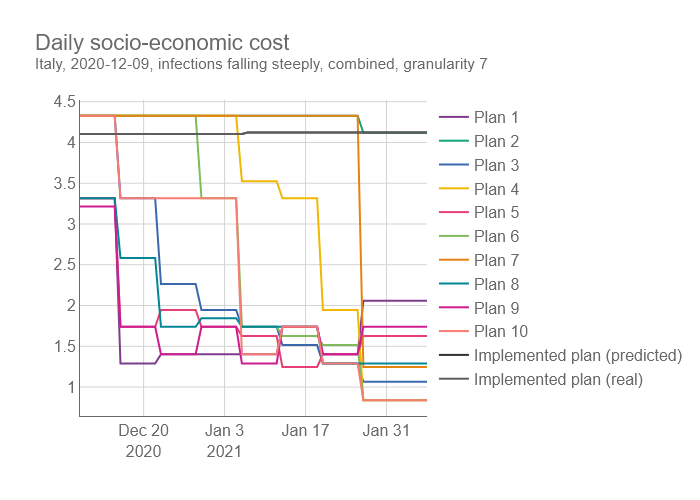 Daily socio-economic cost
Italy, 2020-12-09, infections falling steeply, combined, granularity 7
4.5
4
3.5
3
2.5
2
1.5
1
Dec 20
2020
Jan 3
2021
Jan 17
Jan 31
Plan 1
Plan 2
Plan 3
Plan 4
Plan 5
Plan 6
Plan 7
Plan 8
Plan 9
Plan 10
Implemented plan (predicted)
Implemented plan (real)